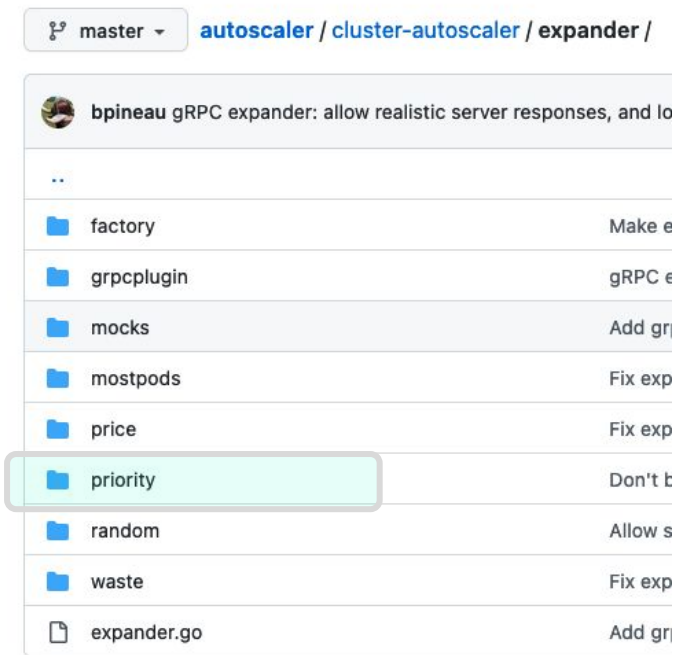 master autoscaler / cluster-autoscaler / expander /
bpineau gRPC expander: allow realistic server responses, and lo
..
factory Make e
grpcplugin gRPC e
mocks Add gr
mostpods Fix exp
price Fix exp
priority Don't b
random Allow s
waste Fix exp
expander.go Add gr